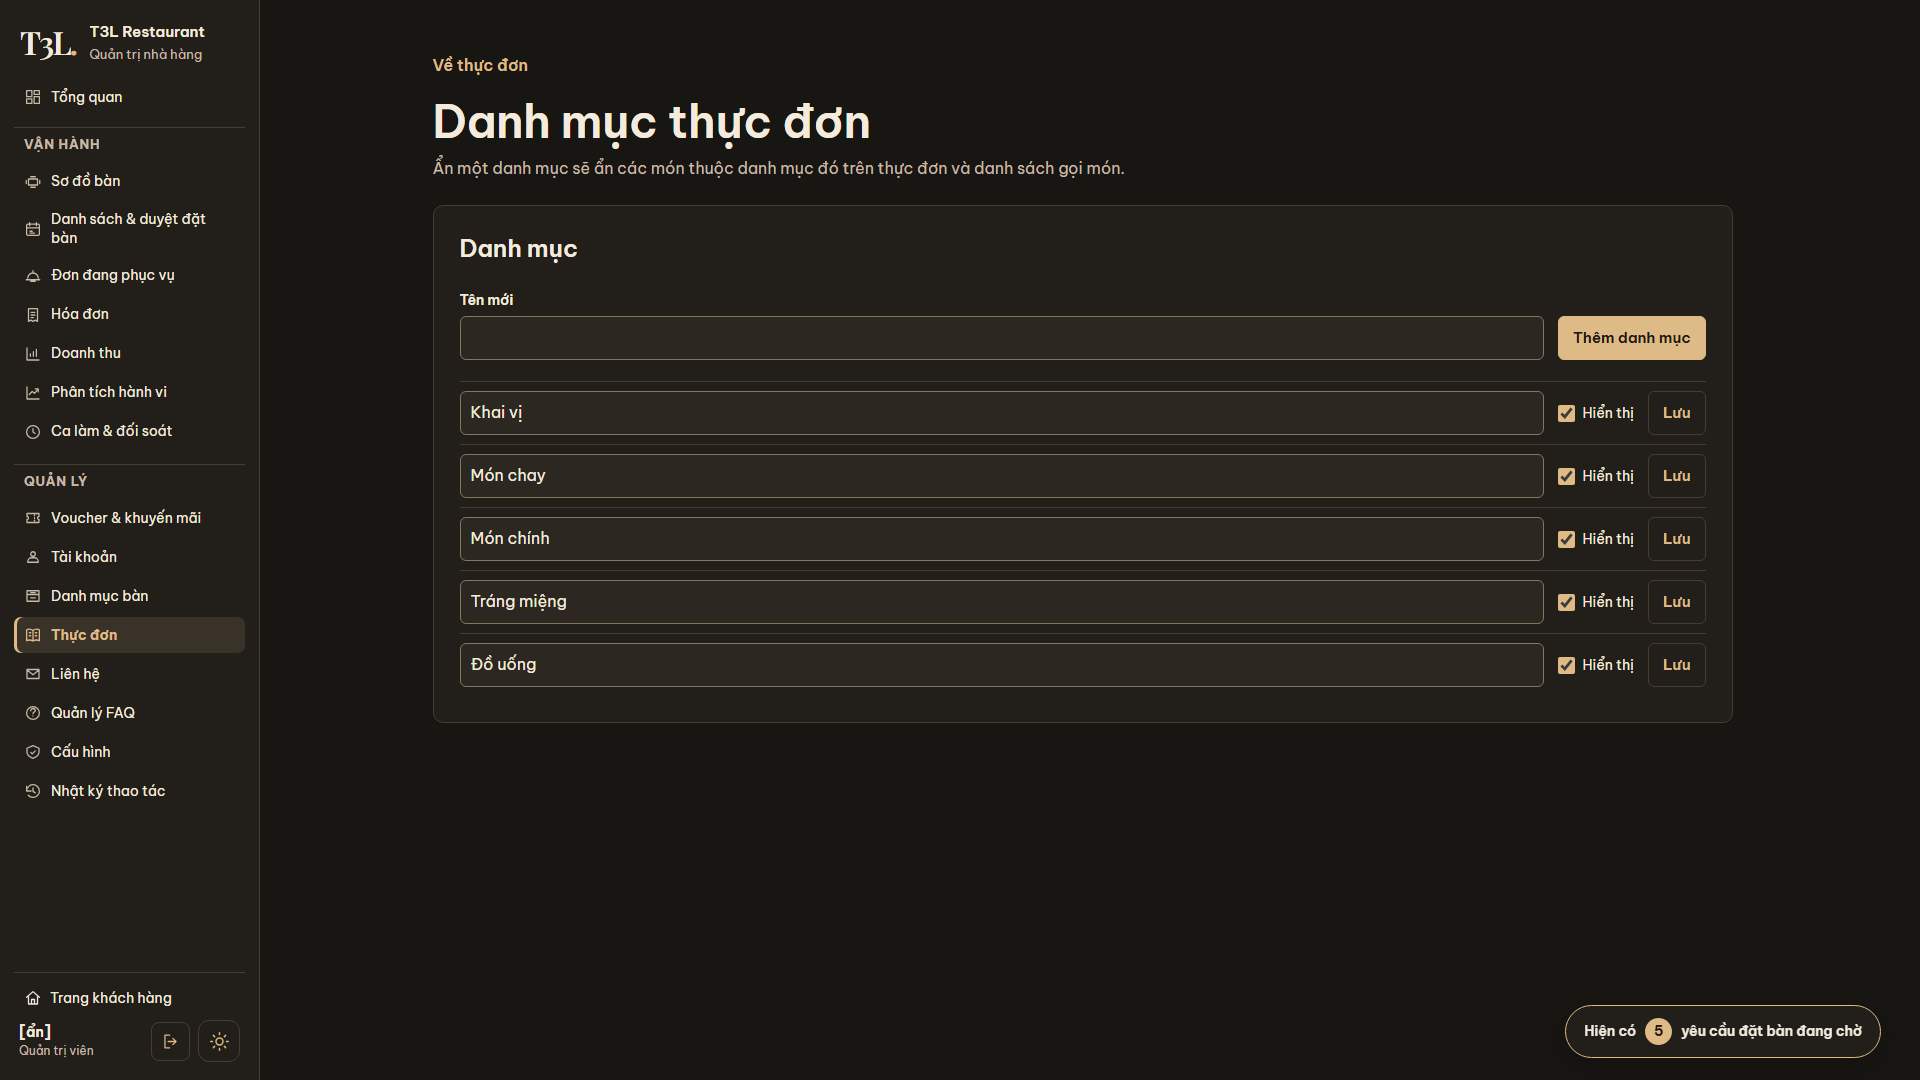 T3L.
T3L Restaurant
Quản trị nhà hàng
Tổng quan
VẬN HÀNH
Sơ đồ bàn
Danh sách & duyệt đặt
bàn
Đơn đang phục vụ
Hóa đơn
Doanh thu
Phân tích hành vi
Ca làm & đối soát
QUẢN LÝ
Voucher & khuyến mãi
Tài khoản
Danh mục bàn
Thực đơn
Liên hệ
Quản lý FAQ
Cấu hình
Nhật ký thao tác
Trang khách hàng
[ẩn]
Quản trị viên
Về thực đơn
Danh mục thực đơn
Ẩn một danh mục sẽ ẩn các món thuộc danh mục đó trên thực đơn và danh sách gọi món.
Danh mục
Tên mới
Thêm danh mục
Khai vị Hiển thị Lưu
Món chay Hiển thị Lưu
Món chính Hiển thị Lưu
Tráng miệng Hiển thị Lưu
Đồ uống Hiển thị Lưu
Hiện có 5 yêu cầu đặt bàn đang chờ